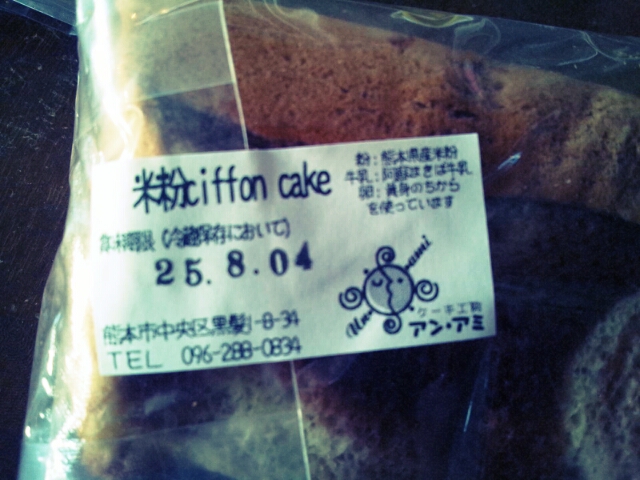 米粉ciffon cake
粉：熊本県産米粉
牛乳：阿蘇まきば牛乳
卵：黄身のちから
を使っています
賞味期限（冷蔵保存において）
25.8.04
熊本市中央区黒髪1-8-34
TEL 096-288-0834
Un ami
ケーキ工房
アン・アミ